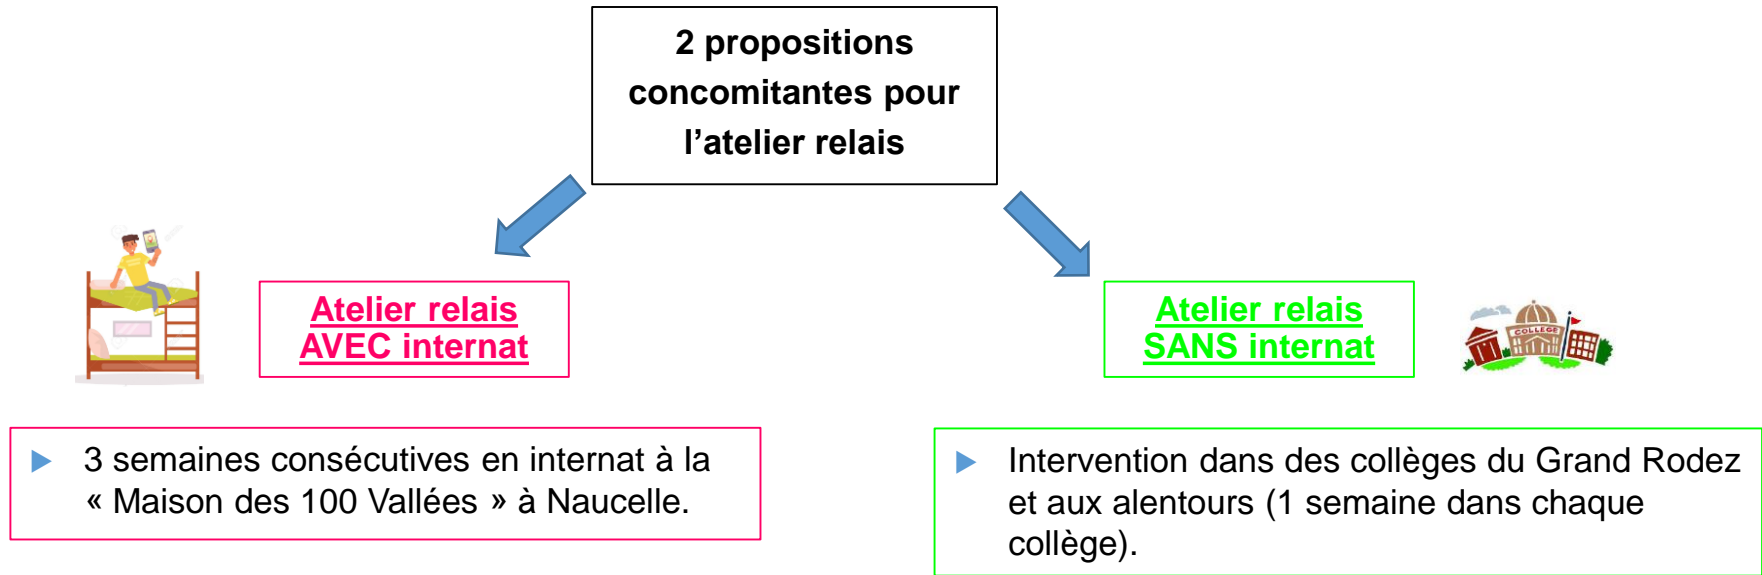 2 propositions
concomitantes pour
l’atelier relais
Atelier relais
AVEC internat
Atelier relais
SANS internat
COLLEGE
3 semaines consécutives en internat à la
« Maison des 100 Vallées » à Naucelle.
Intervention dans des collèges du Grand Rodez
et aux alentours (1 semaine dans chaque
collège).